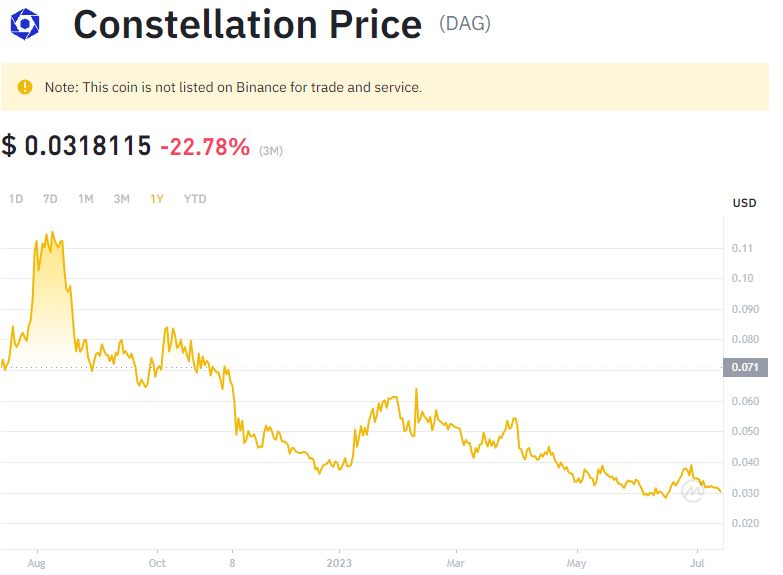 Constellation Price (DAG)
Note: This coin is not listed on Binance for trade and service.
$ 0.0318115 -22.78% (3M)
1D 7D 1M 3M 1Y YTD
USD
0.11
0.10
0.090
0.080
0.071
0.060
0.050
0.040
0.030
0.020
Aug Oct 8 2023 Mar May Jul